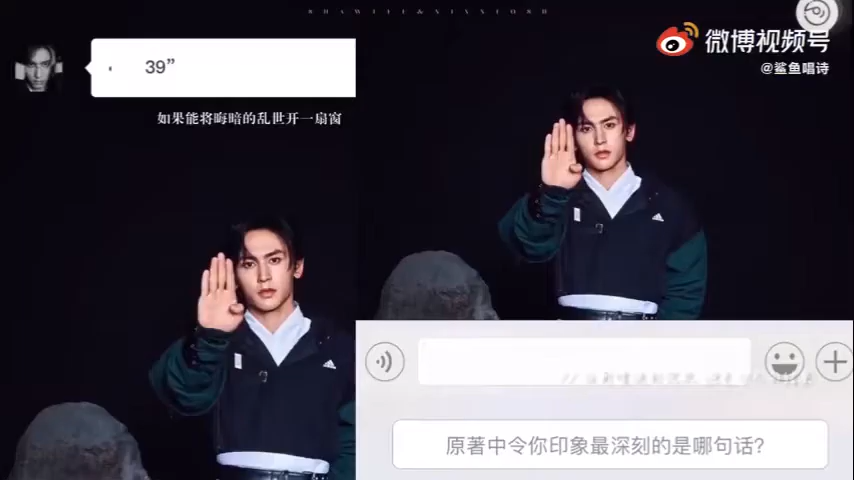 微博视频号
@鲨鱼唱诗
39”
如果能将晦暗的乱世开一扇窗
原著中令你印象最深刻的是哪句话？